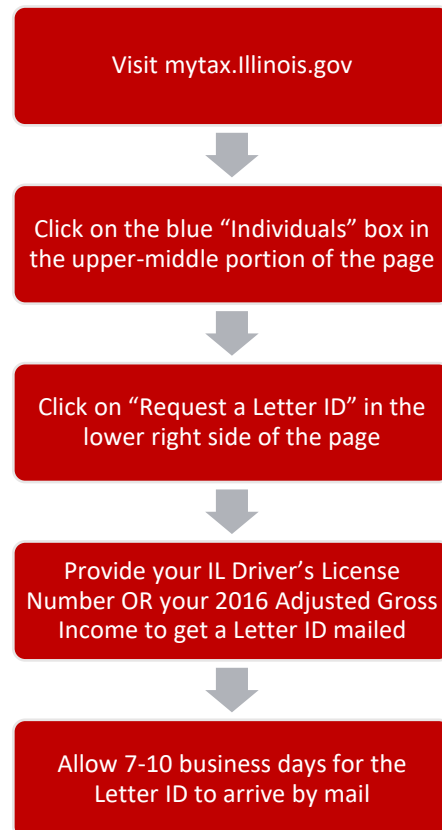 Visit mytax.Illinois.gov
Click on the blue “Individuals” box in
the upper-middle portion of the page
Click on “Request a Letter ID” in the
lower right side of the page
Provide your IL Driver’s License
Number OR your 2016 Adjusted Gross
Income to get a Letter ID mailed
Allow 7-10 business days for the
Letter ID to arrive by mail